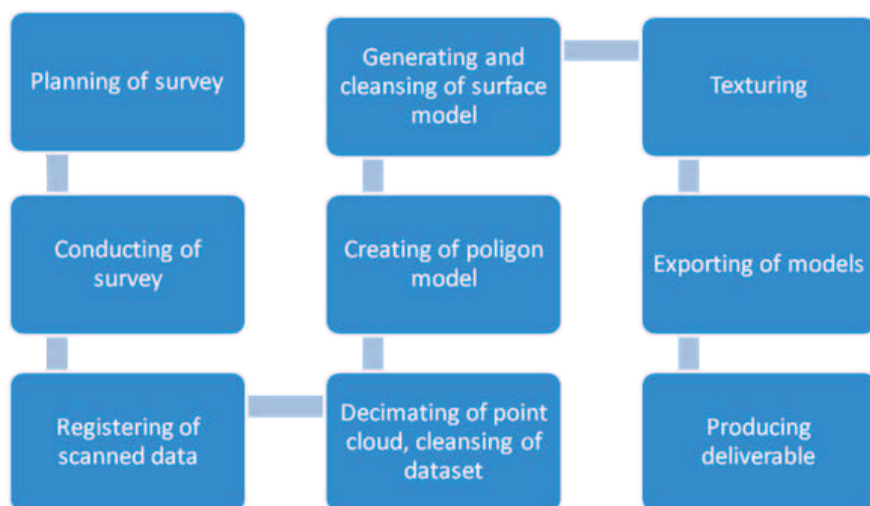 Planning of survey
Conducting of
survey
Registering of
scanned data
Decimating of point
cloud, cleansing of
dataset
Creating of poligon
model
Generating and
cleansing of surface
model
Texturing
Exporting of models
Producing
deliverable